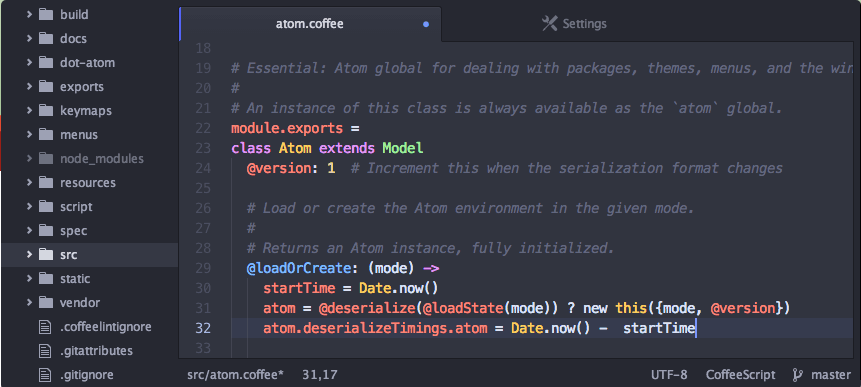 build
docs
dot-atom
exports
keymaps
menus
node_modules
resources
script
spec
src
static
vendor
.coffeelintignore
.gitattributes
.gitignore
atom.coffee
Settings
18
19 # Essential: Atom global for dealing with packages, themes, menus, and the win
20 #
21 # An instance of this class is always available as the `atom` global.
22 module.exports =
23 class Atom extends Model
24 @version: 1 # Increment this when the serialization format changes
25
26 # Load or create the Atom environment in the given mode.
27 #
28 # Returns an Atom instance, fully initialized.
29 @loadOrCreate: (mode) ->
30 startTime = Date.now()
31 atom = @deserialize(@loadState(mode)) ? new this({mode, @version})
32 atom.deserializeTimings.atom = Date.now() -  startTime
33
src/atom.coffee* 31,17 UTF-8 CoffeeScript master